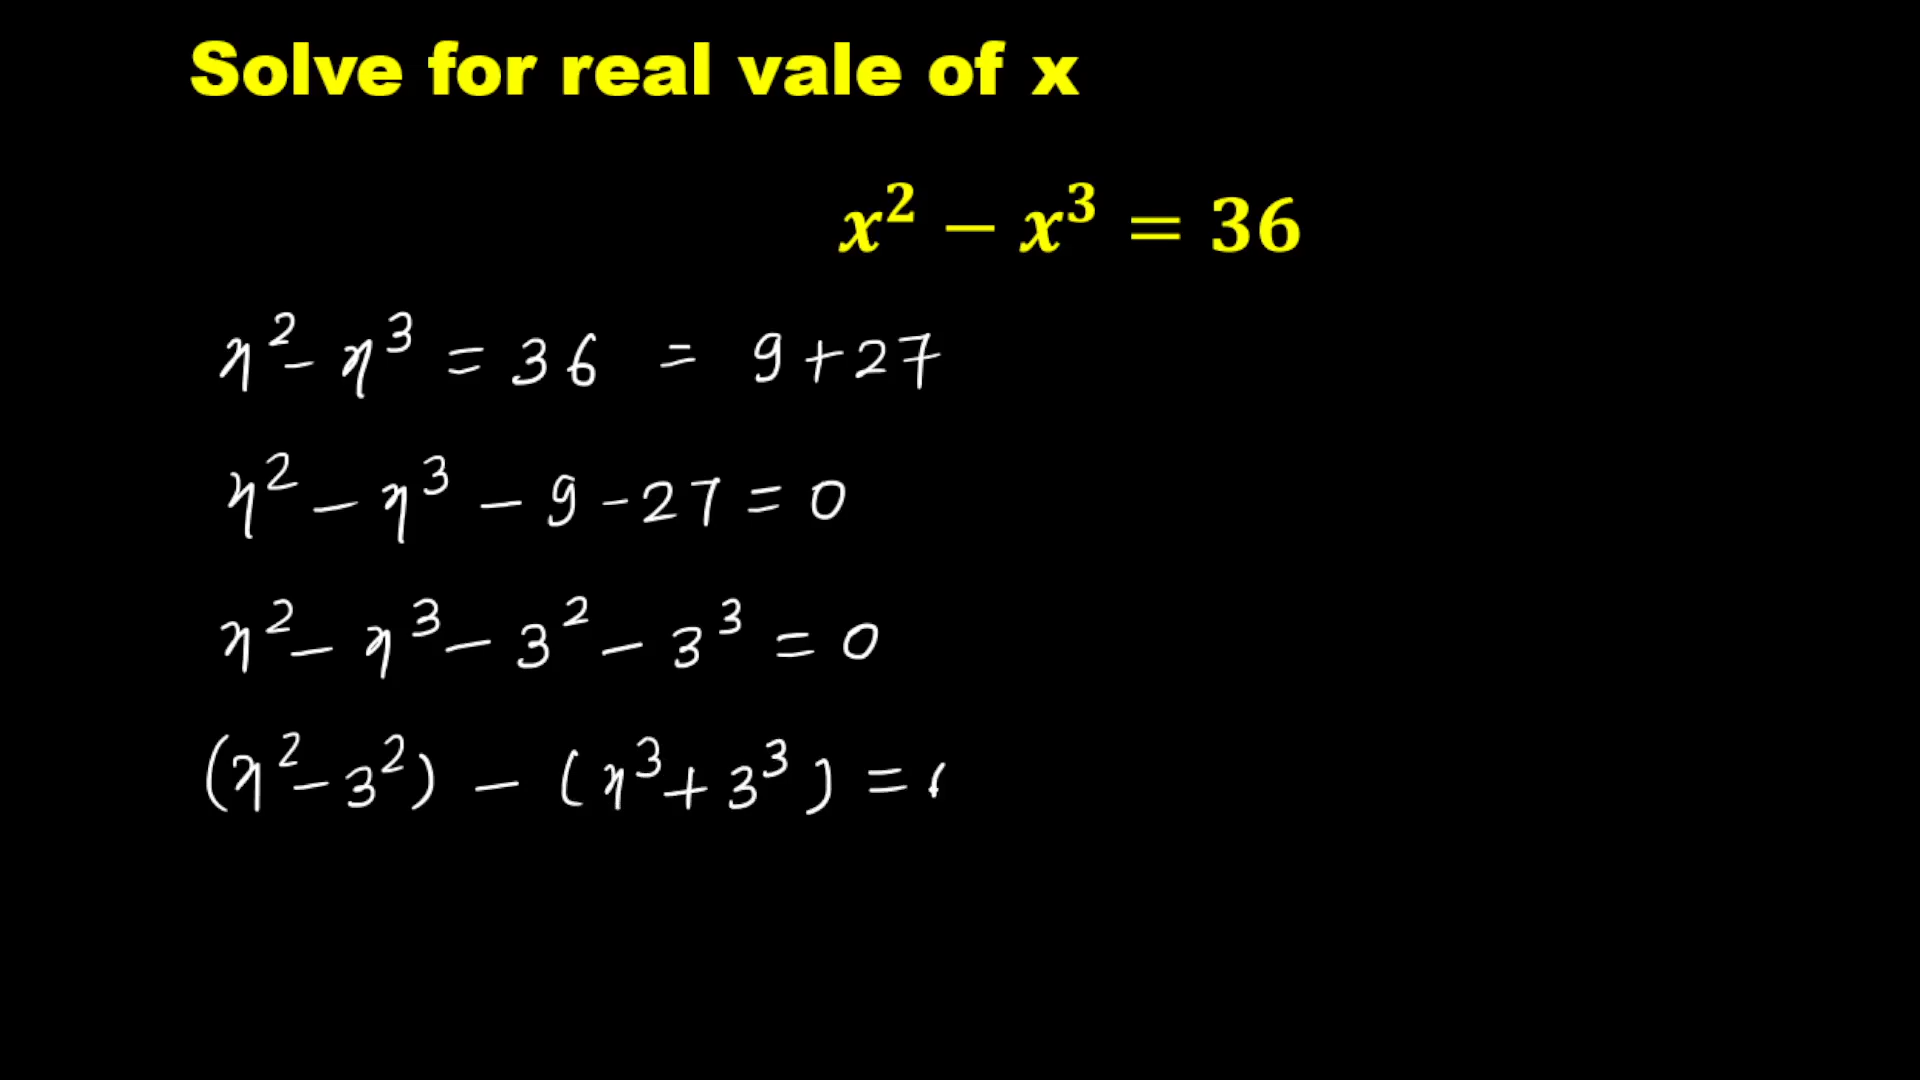 Solve for real vale of x
x² − x³ = 36
x² − x³ = 36 = 9+27
x² − x³ − 9 − 27 = 0
x² − x³ − 3² − 3³ = 0
(x² − 3²) − (x³ + 3³) =